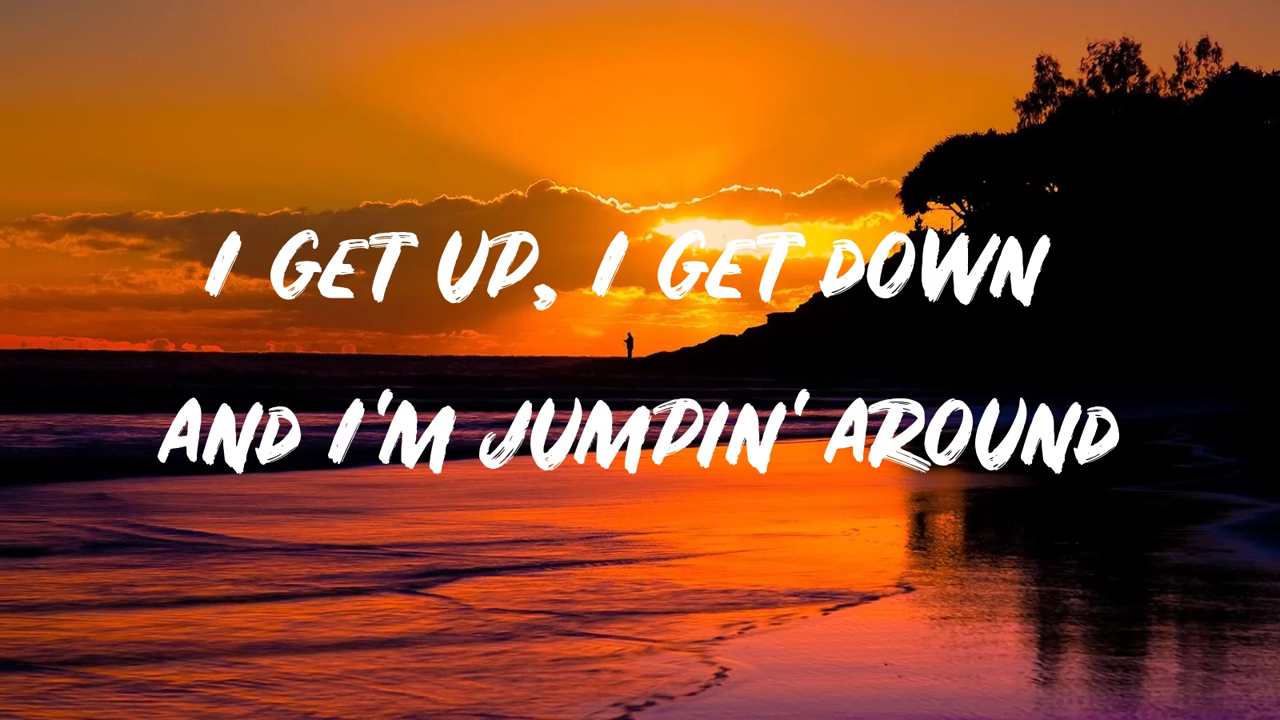 I GET UP, I GET DOWN
AND I'M JUMPIN' AROUND